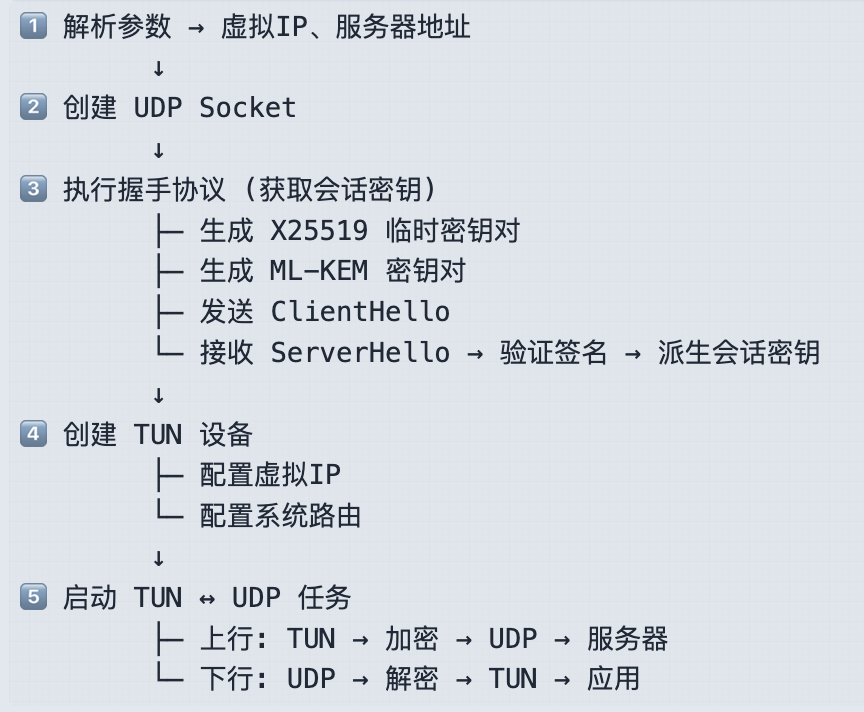 1️⃣ 解析参数 → 虚拟IP、服务器地址
↓
2️⃣ 创建 UDP Socket
↓
3️⃣ 执行握手协议 (获取会话密钥)
├─ 生成 X25519 临时密钥对
├─ 生成 ML-KEM 密钥对
├─ 发送 ClientHello
└─ 接收 ServerHello → 验证签名 → 派生会话密钥
↓
4️⃣ 创建 TUN 设备
├─ 配置虚拟IP
└─ 配置系统路由
↓
5️⃣ 启动 TUN ↔ UDP 任务
├─ 上行: TUN → 加密 → UDP → 服务器
└─ 下行: UDP → 解密 → TUN → 应用